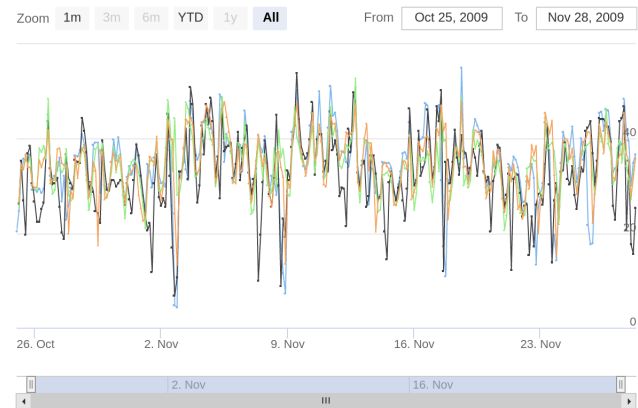 Zoom 1m 3m 6m YTD 1y All From Oct 25, 2009 To Nov 28, 2009
40
20
0
26. Oct 2. Nov 9. Nov 16. Nov 23. Nov
2. Nov 16. Nov